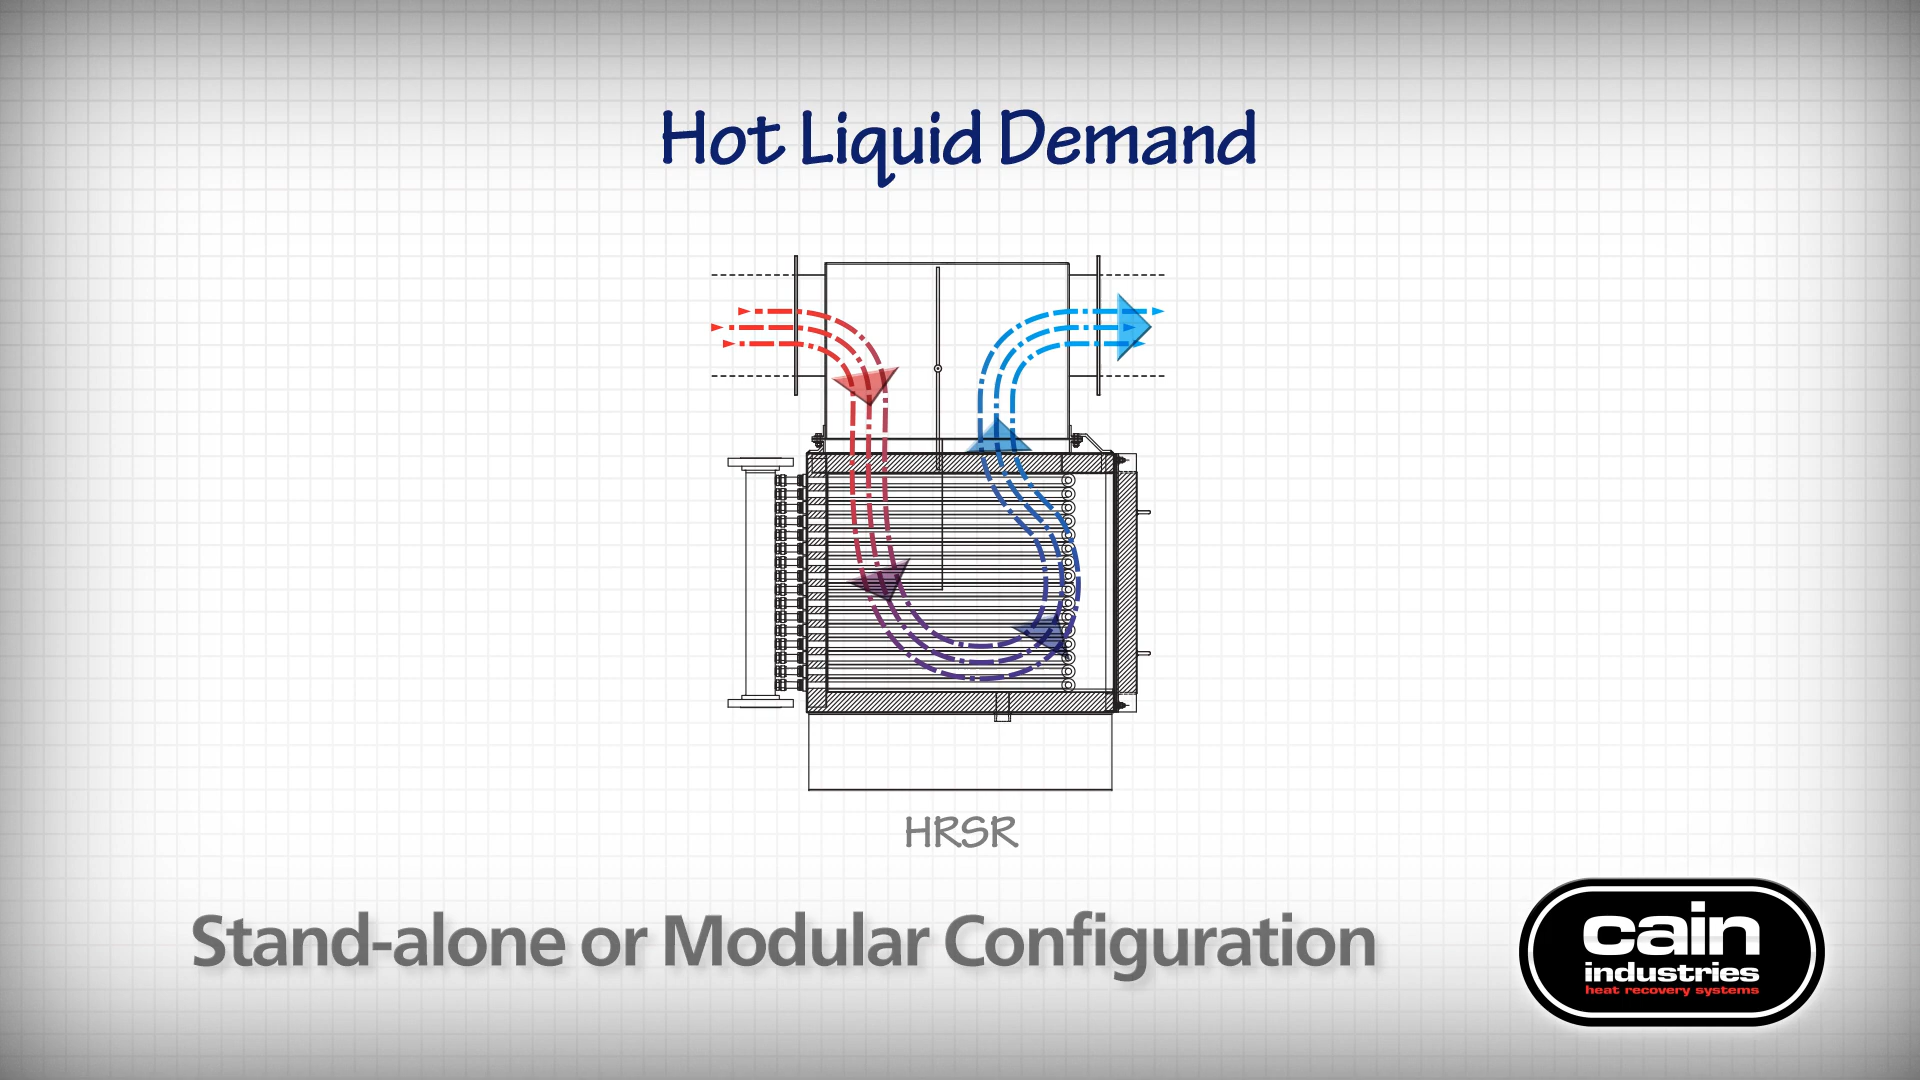 Hot Liquid Demand
HRSR
Stand-alone or Modular Configuration
cain
industries
heat recovery systems